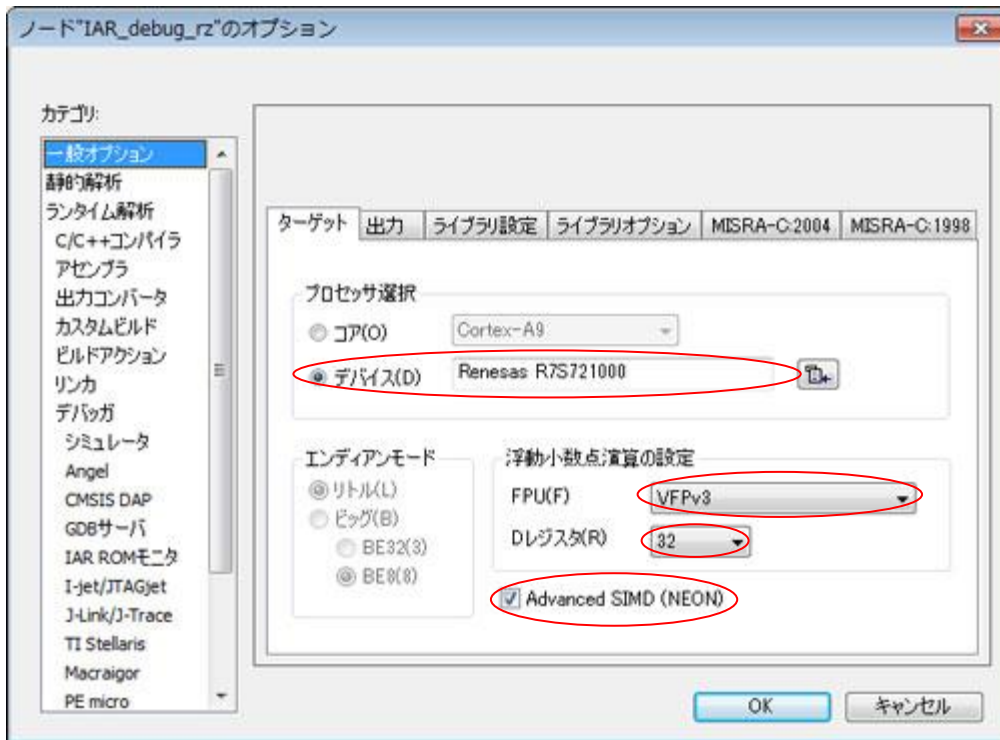 ノード"IAR_debug_rz"のオプション
カテゴリ:
一般オプション
静的解析
ランタイム解析
C/C++コンパイラ
アセンブラ
出力コンバータ
カスタムビルド
ビルドアクション
リンカ
デバッガ
シミュレータ
Angel
CMSIS DAP
GDBサーバ
IAR ROMモニタ
I-jet/JTAGjet
J-Link/J-Trace
TI Stellaris
Macraigor
PE micro
ターゲット 出力 ライブラリ設定 ライブラリオプション MISRA-C:2004 MISRA-C:1998
プロセッサ選択
コア(O) Cortex-A9
デバイス(D) Renesas R7S721000
エンディアンモード
リトル(L)
ビッグ(B)
BE32(3)
BE8(8)
浮動小数点演算の設定
FPU(F) VFPv3
Dレジスタ(R) 32
Advanced SIMD (NEON)
OK キャンセル